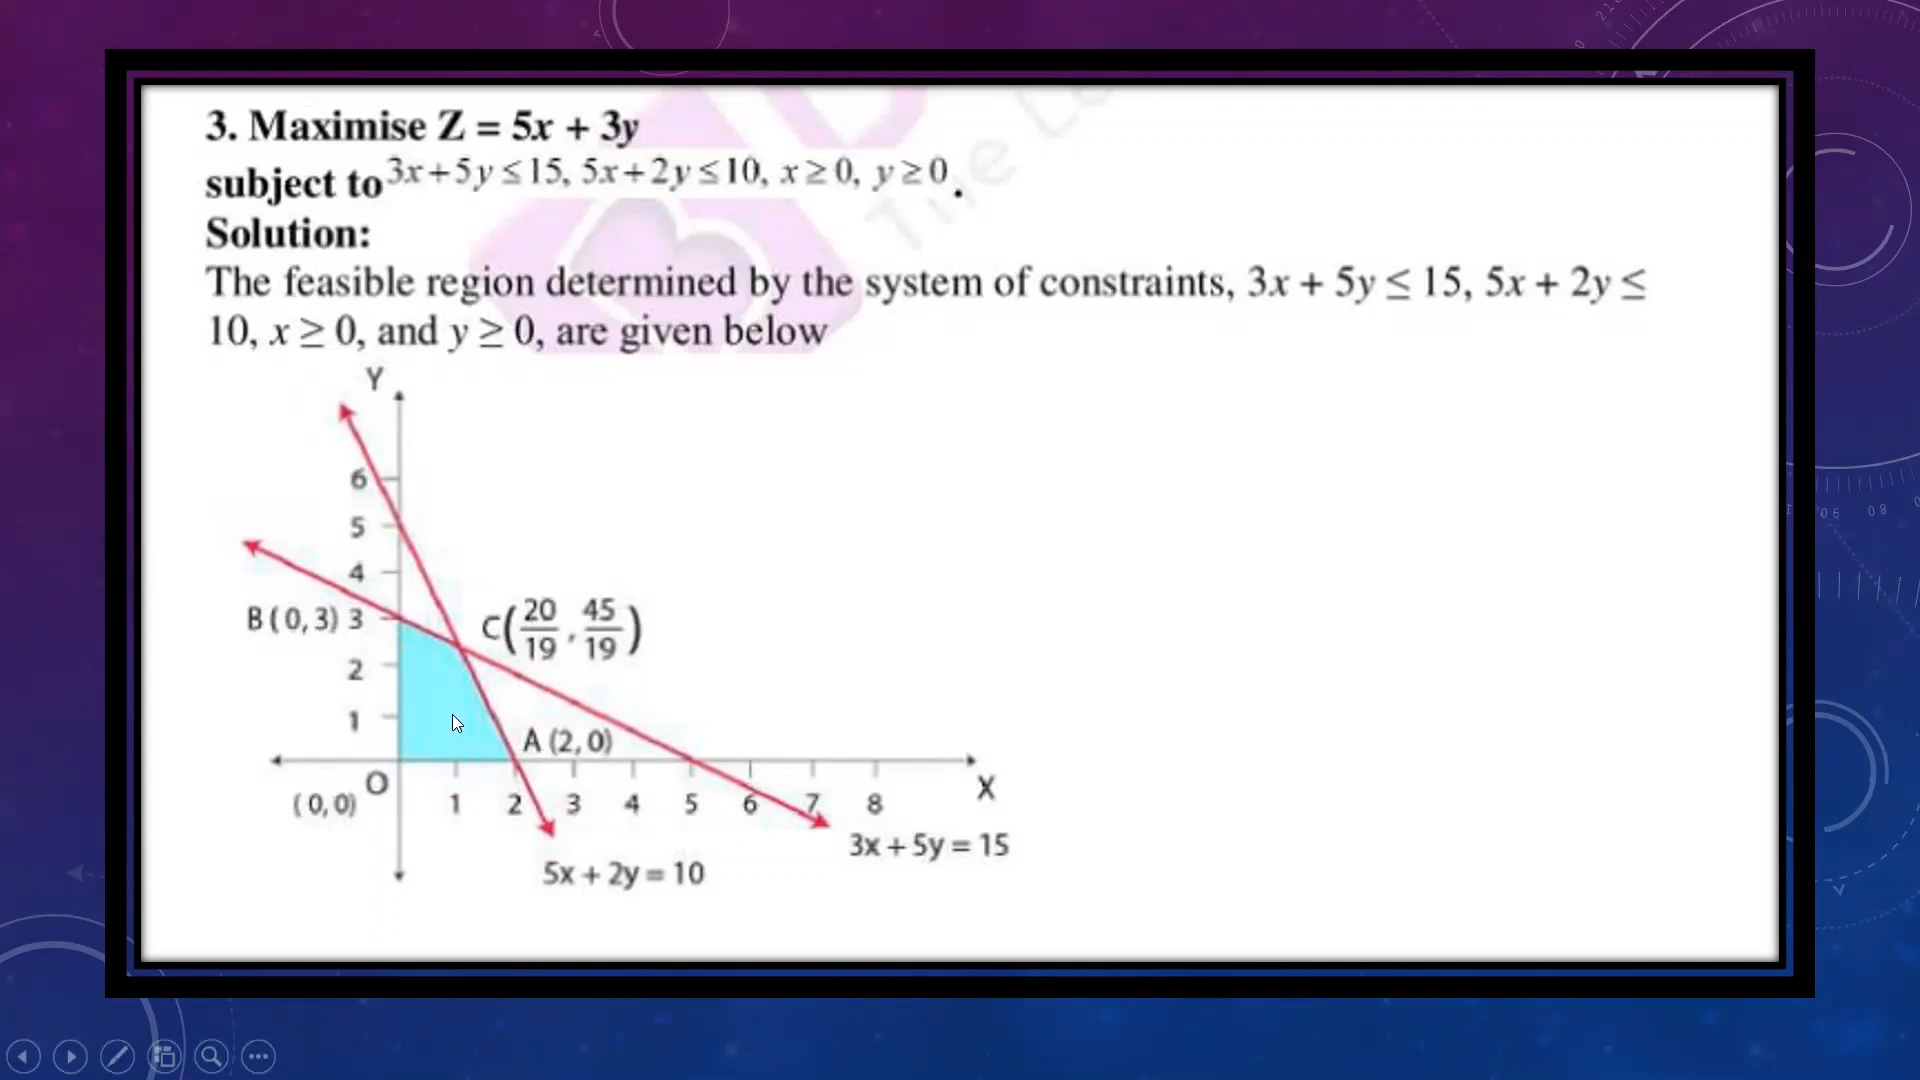 3. Maximise Z = 5x + 3y
subject to 3x+5y≤15, 5x+2y≤10, x≥0, y≥0.
Solution:
The feasible region determined by the system of constraints, 3x + 5y ≤ 15, 5x + 2y ≤
10, x ≥ 0, and y ≥ 0, are given below
Y
6
5
4
B(0,3) 3
C(20/19, 45/19)
2
1
A (2,0)
O
X
(0,0)
1 2 3 4 5 6 7 8
3x + 5y = 15
5x + 2y = 10
The
06 08